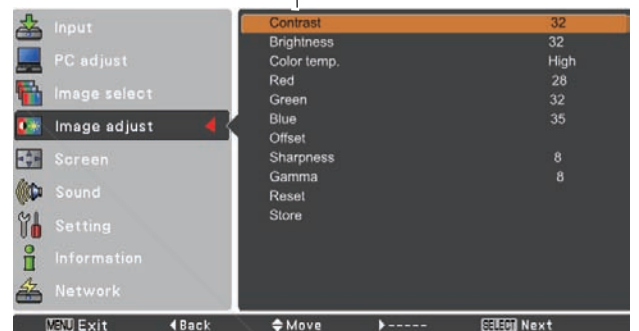 Input
PC adjust
Image select
Image adjust
Screen
Sound
Setting
Information
Network
Contrast 32
Brightness 32
Color temp. High
Red 28
Green 32
Blue 35
Offset
Sharpness 8
Gamma 8
Reset
Store
MENU Exit Back Move ----- SELECT Next